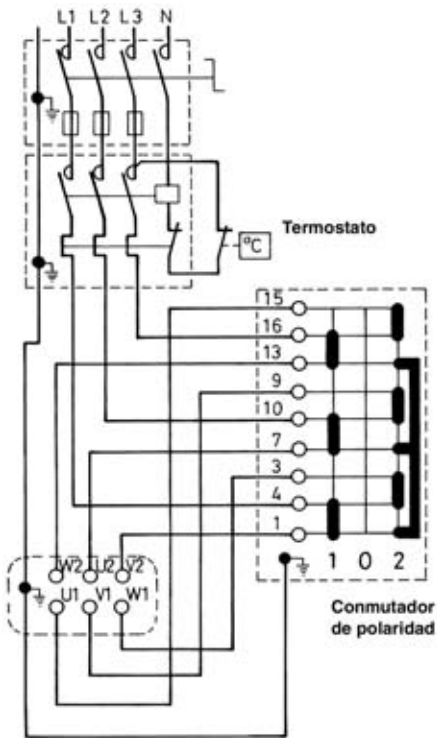 L1 L2 L3 N
°C
Termostato
15
16
13
9
10
7
3
4
1
W2 U2 V2
U1 V1 W1
1 0 2
Conmutador
de polaridad